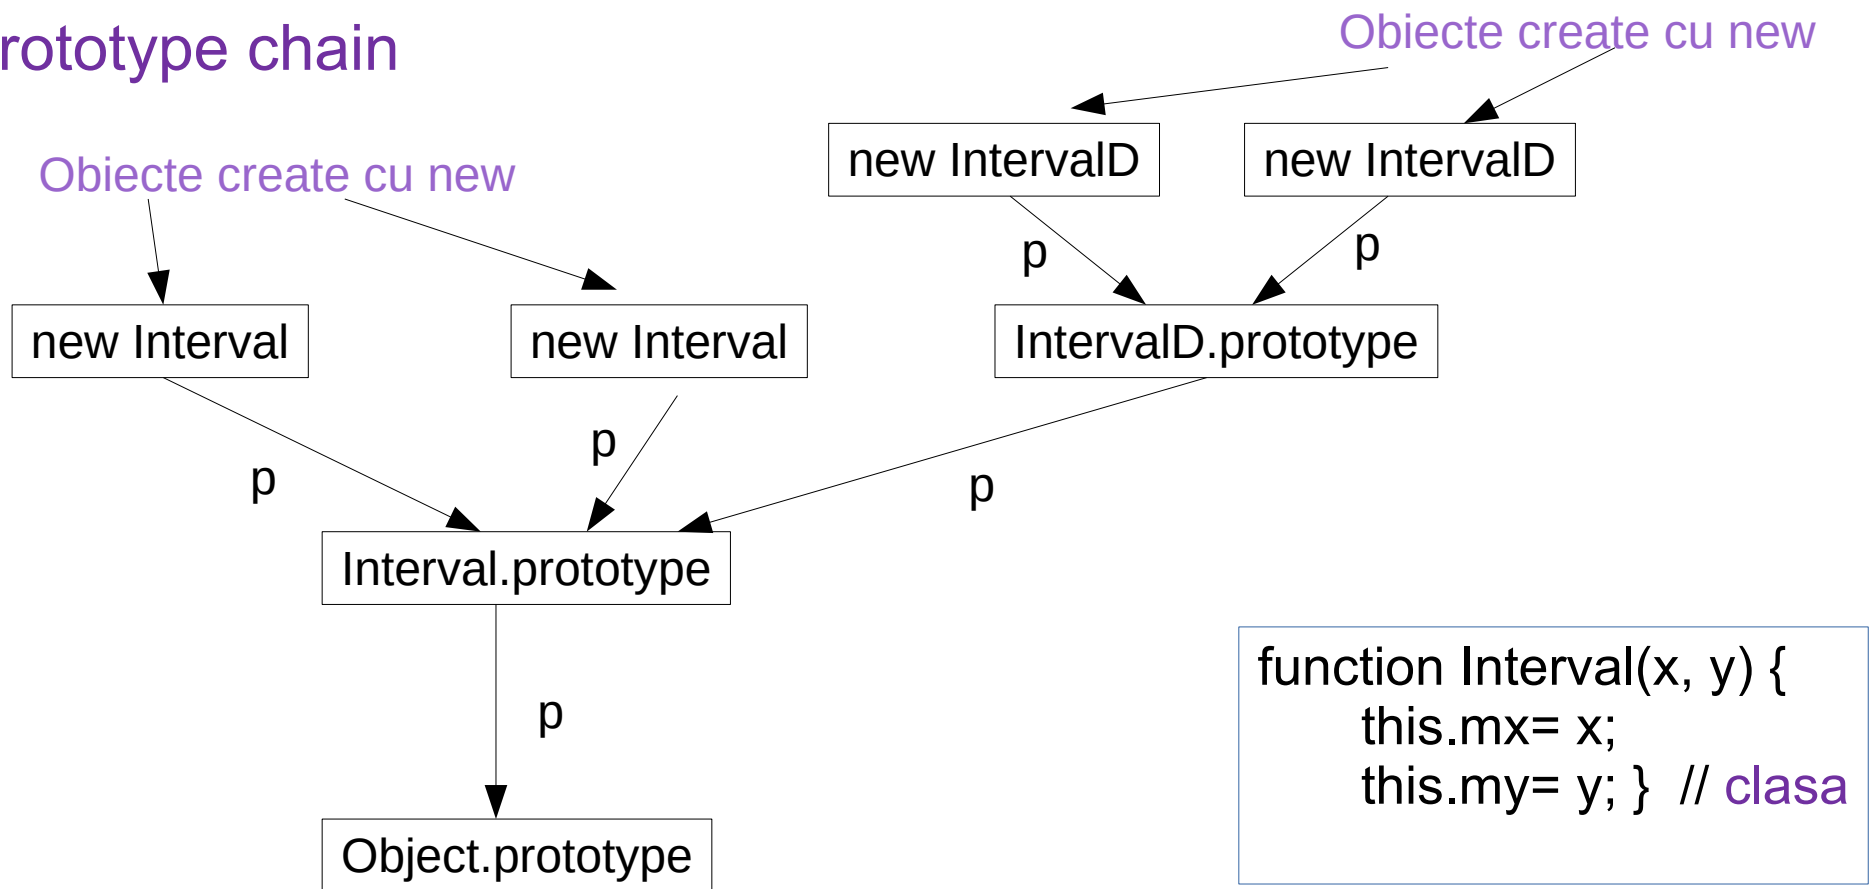 rototype chain
Obiecte create cu new
Obiecte create cu new
new IntervalD
new IntervalD
p
p
new Interval
new Interval
IntervalD.prototype
p
p
p
Interval.prototype
p
Object.prototype
function Interval(x, y) {
this.mx= x;
this.my= y; } // clasa